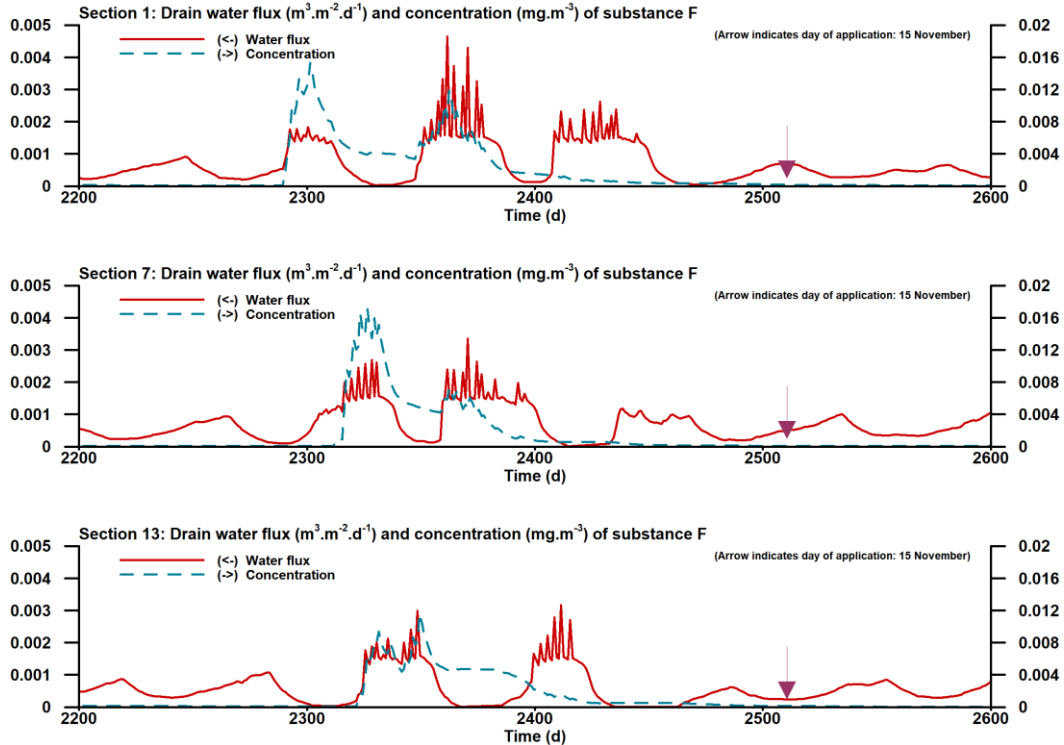 Section 1: Drain water flux (m³.m⁻².d⁻¹) and concentration (mg.m⁻³) of substance F
0.005 0.02
(<-) Water flux (Arrow indicates day of application: 15 November)
(->) Concentration
0.004 0.016
0.003 0.012
0.002 0.008
0.001 0.004
0 0
2200 2300 2400 2500 2600
Time (d)
Section 7: Drain water flux (m³.m⁻².d⁻¹) and concentration (mg.m⁻³) of substance F
0.005 0.02
(<-) Water flux (Arrow indicates day of application: 15 November)
(->) Concentration
0.004 0.016
0.003 0.012
0.002 0.008
0.001 0.004
0 0
2200 2300 2400 2500 2600
Time (d)
Section 13: Drain water flux (m³.m⁻².d⁻¹) and concentration (mg.m⁻³) of substance F
0.005 0.02
(<-) Water flux (Arrow indicates day of application: 15 November)
(->) Concentration
0.004 0.016
0.003 0.012
0.002 0.008
0.001 0.004
0 0
2200 2300 2400 2500 2600
Time (d)